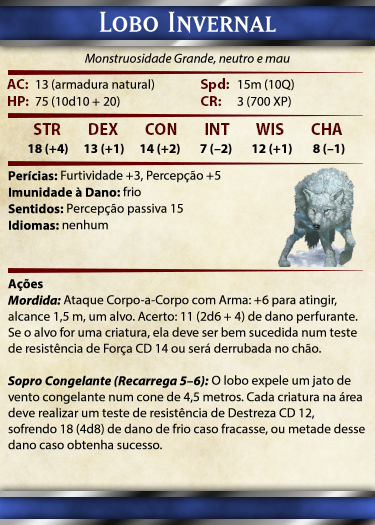 Lobo Invernal
Monstruosidade Grande, neutro e mau
AC: 13 (armadura natural) Spd: 15m (10Q)
HP: 75 (10d10 + 20) CR: 3 (700 XP)
STR DEX CON INT WIS CHA
18 (+4) 13 (+1) 14 (+2) 7 (–2) 12 (+1) 8 (–1)
Perícias: Furtividade +3, Percepção +5
Imunidade à Dano: frio
Sentidos: Percepção passiva 15
Idiomas: nenhum
Ações
Mordida: Ataque Corpo-a-Corpo com Arma: +6 para atingir,
alcance 1,5 m, um alvo. Acerto: 11 (2d6 + 4) de dano perfurante.
Se o alvo for uma criatura, ela deve ser bem sucedida num teste
de resistência de Força CD 14 ou será derrubada no chão.
Sopro Congelante (Recarrega 5–6): O lobo expele um jato de
vento congelante num cone de 4,5 metros. Cada criatura na área
deve realizar um teste de resistência de Destreza CD 12,
sofrendo 18 (4d8) de dano de frio caso fracasse, ou metade desse
dano caso obtenha sucesso.